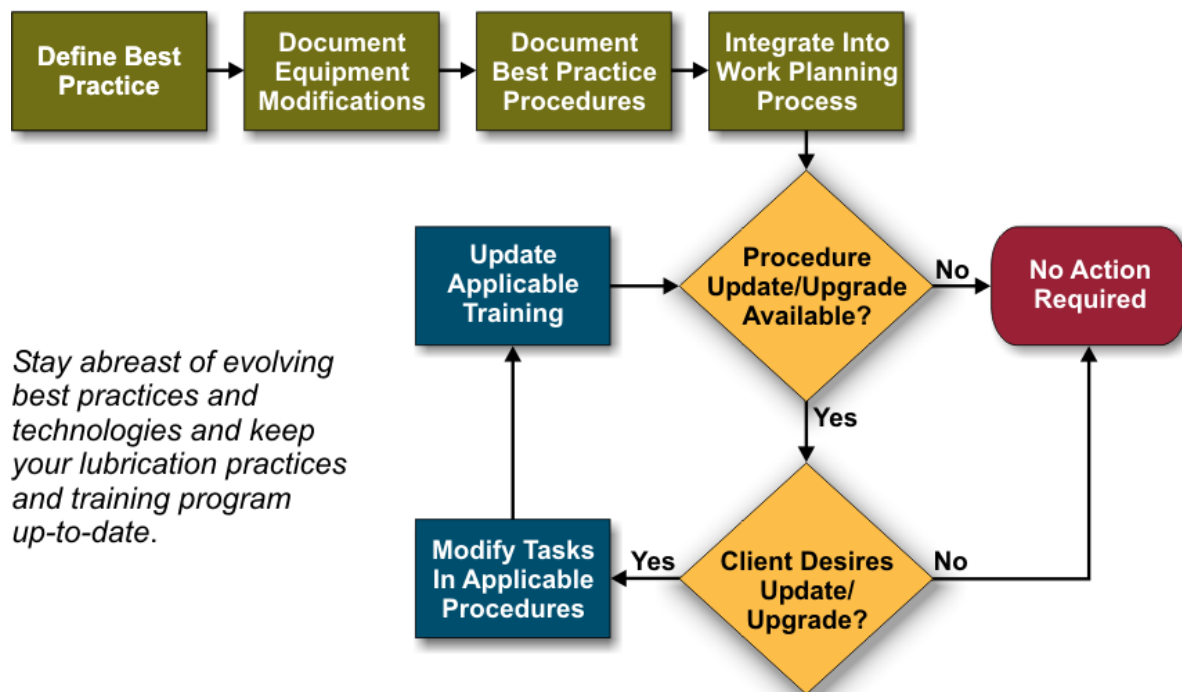 Define Best
Practice
Document
Equipment
Modifications
Document
Best Practice
Procedures
Integrate Into
Work Planning
Process
Update
Applicable
Training
Procedure
Update/Upgrade
Available?
No
No Action
Required
Stay abreast of evolving
best practices and
technologies and keep
your lubrication practices
and training program
up-to-date.
Yes
Modify Tasks
In Applicable
Procedures
Yes
Client Desires
Update/
Upgrade?
No